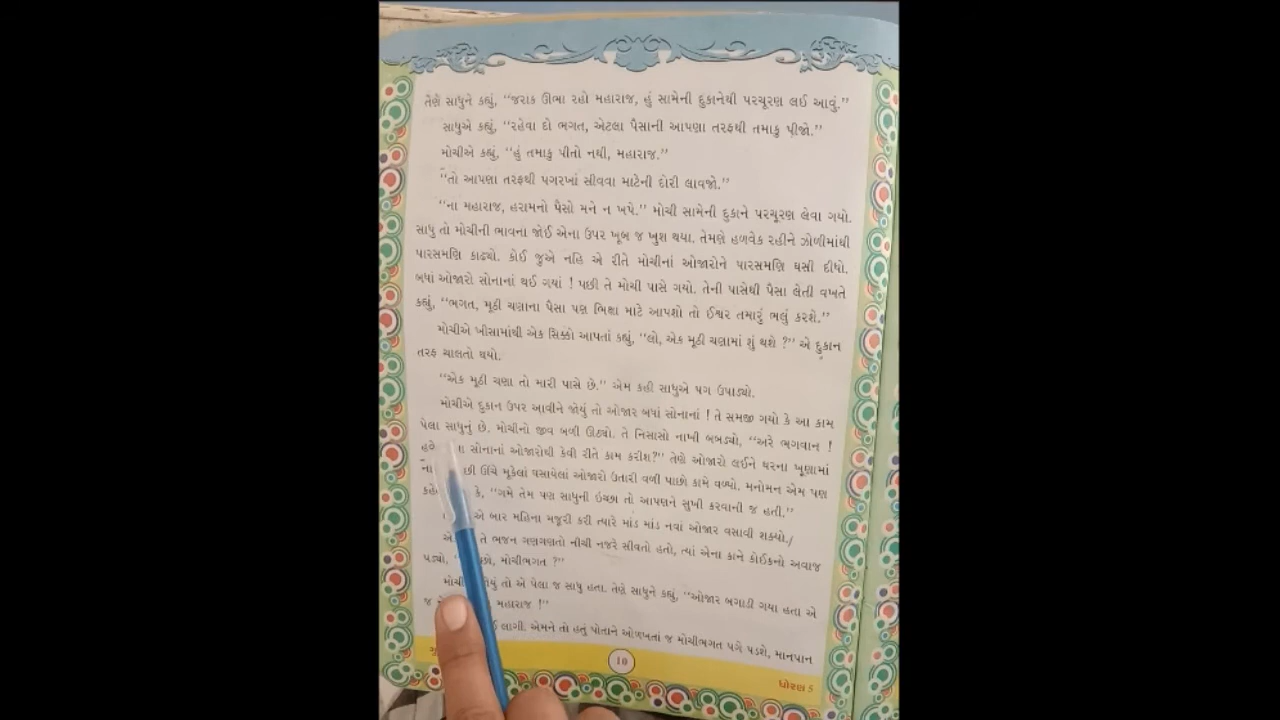 તેણે સાધુને કહ્યું, “જરાક ઊભા રહો મહારાજ, હું સામેની દુકાનેથી પરચૂરણ લઈ આવું.”
સાધુએ કહ્યું, “રહેવા દો ભગત, એટલા પૈસાની આપણા તરફથી તમાકુ પીજો.”
મોચીએ કહ્યું, “હું તમાકુ પીતો નથી, મહારાજ.”
“તો આપણા તરફથી પગરખાં સીવવા માટેની દોરી લાવજો.”
“ના મહારાજ, હરામનો પૈસો મને ન ખપે.” મોચી સામેની દુકાને પરચૂરણ લેવા ગયો.
સાધુ તો મોચીની ભાવના જોઈ એના ઉપર ખૂબ જ ખુશ થયા. તેમણે હળવેક રહીને ઝોળીમાંથી
પારસમણિ કાઢ્યો. કોઈ જુએ નહિ એ રીતે મોચીનાં ઓજારોને પારસમણિ ઘસી દીધો.
બધાં ઓજારો સોનાનાં થઈ ગયાં ! પછી તે મોચી પાસે ગયો. તેની પાસેથી પૈસા લેતી વખતે
કહ્યું, “ભગત, મૂઠી ચણાના પૈસા પણ ભિક્ષા માટે આપશો તો ઈશ્વર તમારું ભલું કરશે.”
મોચીએ ખીસામાંથી એક સિક્કો આપતાં કહ્યું, “લો, એક મૂઠી ચણામાં શું થશે ?” એ દુકાન
તરફ ચાલતો થયો.
“એક મૂઠી ચણા તો મારી પાસે છે.” એમ કહી સાધુએ પગ ઉપાડ્યો.
મોચીએ દુકાન ઉપર આવીને જોયું તો ઓજાર બધાં સોનાનાં ! તે સમજી ગયો કે આ કામ
પેલા સાધુનું છે. મોચીનો જીવ બળી ઊઠ્યો. તે નિસાસો નાખી બબડ્યો, “અરે ભગવાન !
સોનાનાં ઓજારોથી કેવી રીતે કામ કરીશ?” તેણે ઓજારો લઈને ઘરના ખૂણામાં
ઊંચે મૂકેલાં ઘસાયેલાં ઓજારો ઉતારી વળી પાછો કામે વળ્યો. મનોમન એમ પણ
કે, “ગમે તેમ પણ સાધુની ઇચ્છા તો આપણને સુખી કરવાની જ હતી.”
એ બાર મહિના મજૂરી કરી ત્યારે માંડ માંડ નવાં ઓજાર વસાવી શક્યો.
તે ભજન ગણગણતો નીચી નજરે સીવતો હતો, ત્યાં એના કાને કોઈકનો અવાજ
પડ્યો, મોચીભગત ?”
તો એ પેલા જ સાધુ હતા. તેણે સાધુને કહ્યું, “ઓજાર બગાડી ગયા હતા એ
જ મહારાજ !”
લાગી. એમને તો હતું પોતાને ઓળખતાં જ મોચીભગત પગે પડશે, માનપાન
10
ધોરણ 5